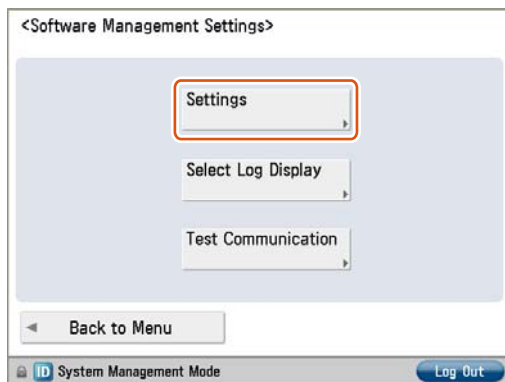 <Software Management Settings>
Settings
Select Log Display
Test Communication
Back to Menu
ID System Management Mode Log Out